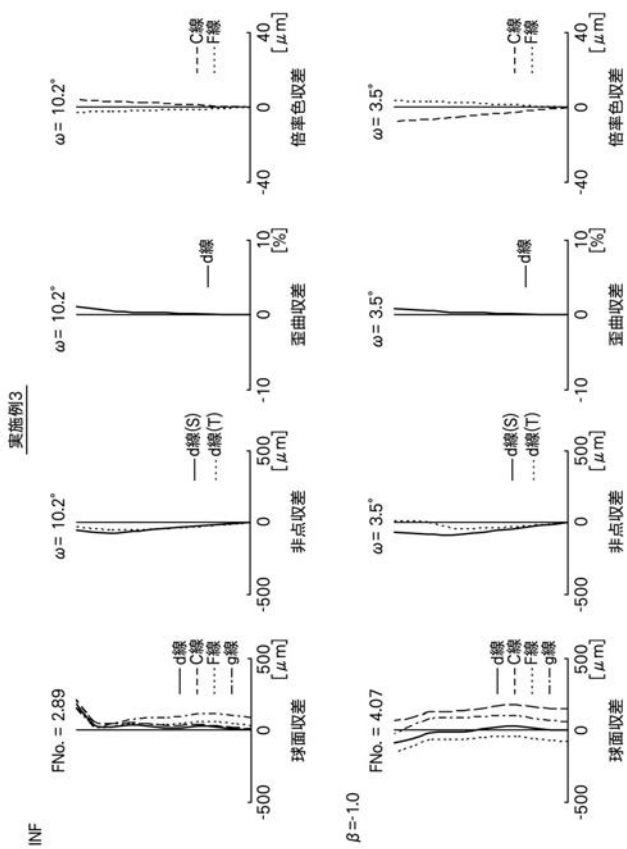 実施例3
INF
FNo. = 2.89
d線
C線
F線
g線
-500 0 500
[μm]
球面収差
ω= 10.2°
d線(S)
d線(T)
-500 0 500
[μm]
非点収差
ω= 10.2°
d線
-10 0 10
[%]
歪曲収差
ω= 10.2°
C線
F線
-40 0 40
[μm]
倍率色収差
β=-1.0
FNo. = 4.07
d線
C線
F線
g線
-500 0 500
[μm]
球面収差
ω= 3.5°
d線(S)
d線(T)
-500 0 500
[μm]
非点収差
ω= 3.5°
d線
-10 0 10
[%]
歪曲収差
ω= 3.5°
C線
F線
-40 0 40
[μm]
倍率色収差